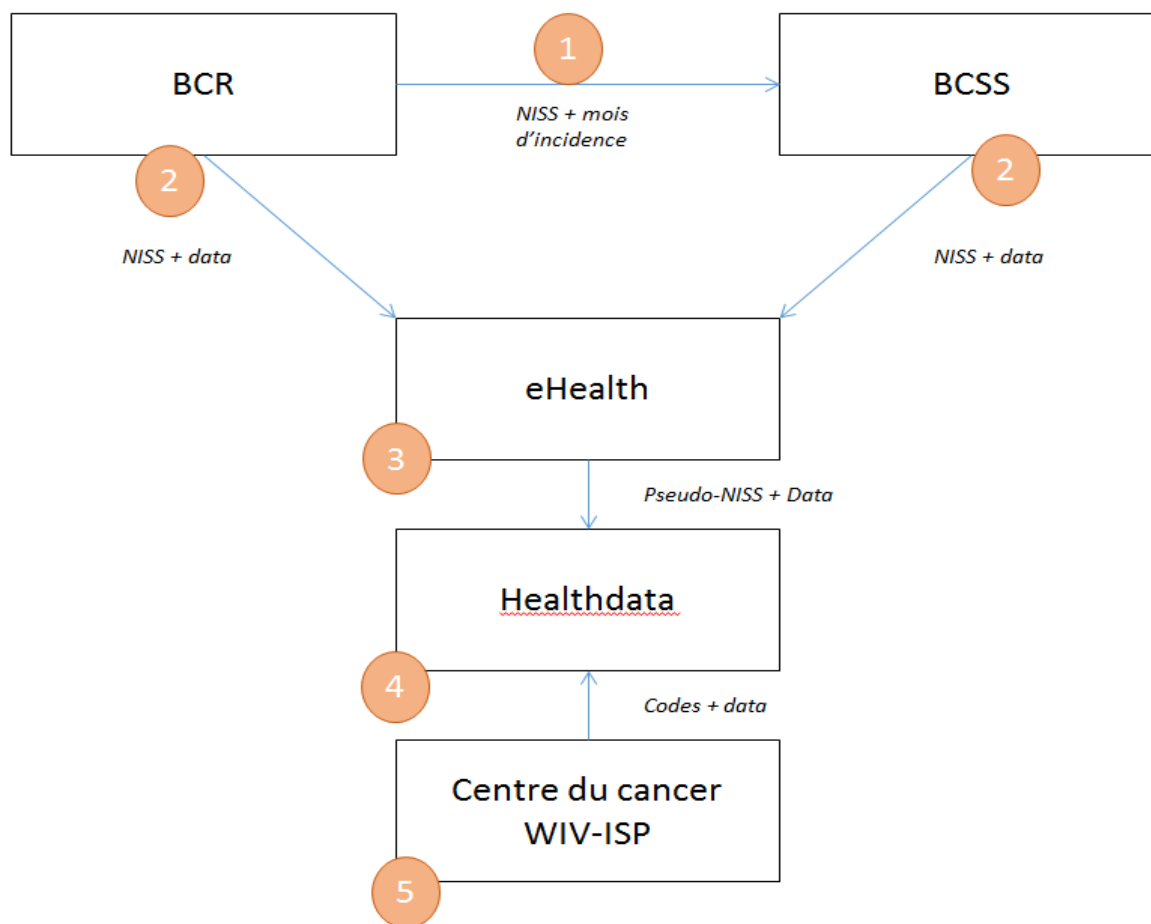 1
BCR
BCSS
NISS + mois
d'incidence
2
2
NISS + data
NISS + data
eHealth
3
Pseudo-NISS + Data
Healthdata
4
Codes + data
Centre du cancer
WIV-ISP
5